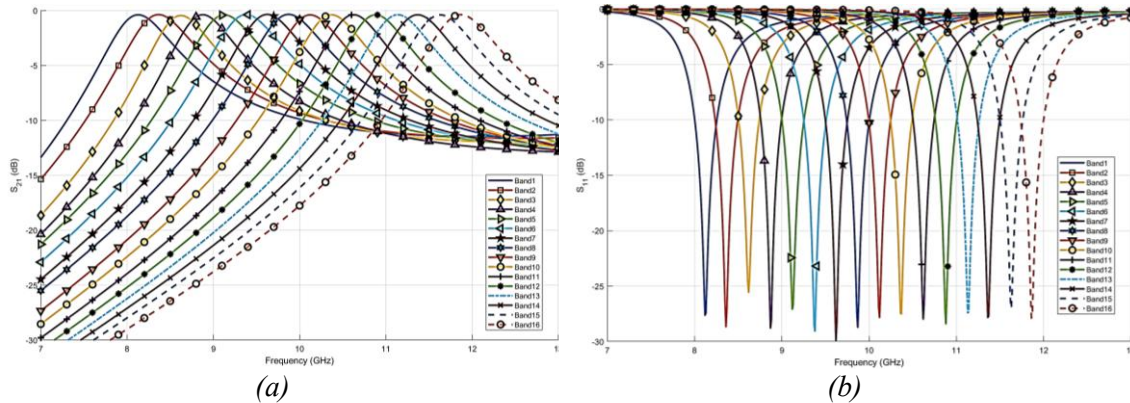 0
-5
-10
-15
-20
-25
-30
S21 (dB)
7 8 9 10 11 12 13
Frequency (GHz)
Band1
Band2
Band3
Band4
Band5
Band6
Band7
Band8
Band9
Band10
Band11
Band12
Band13
Band14
Band15
Band16
(a)
0
-5
-10
-15
-20
-25
-30
S11 (dB)
7 8 9 10 11 12
Frequency (GHz)
Band1
Band2
Band3
Band4
Band5
Band6
Band7
Band8
Band9
Band10
Band11
Band12
Band13
Band14
Band15
Band16
(b)